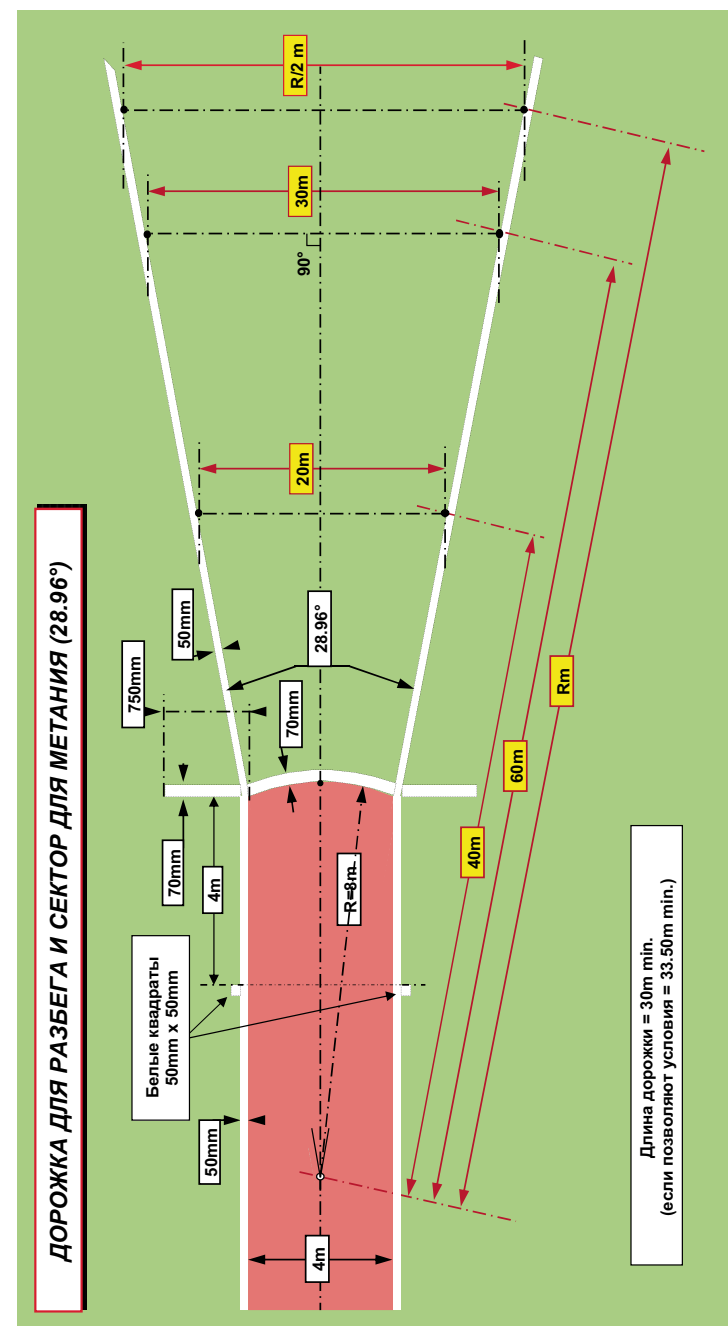 ДОРОЖКА ДЛЯ РАЗБЕГА И СЕКТОР ДЛЯ МЕТАНИЯ (28.96°)
R/2 m
30m
90°
20m
50mm
750mm
28.96°
70mm
70mm
4m
R=8m
Белые квадраты
50mm x 50mm
50mm
4m
40m
60m
Rm
Длина дорожки = 30m min.
(если позволяют условия = 33.50m min.)